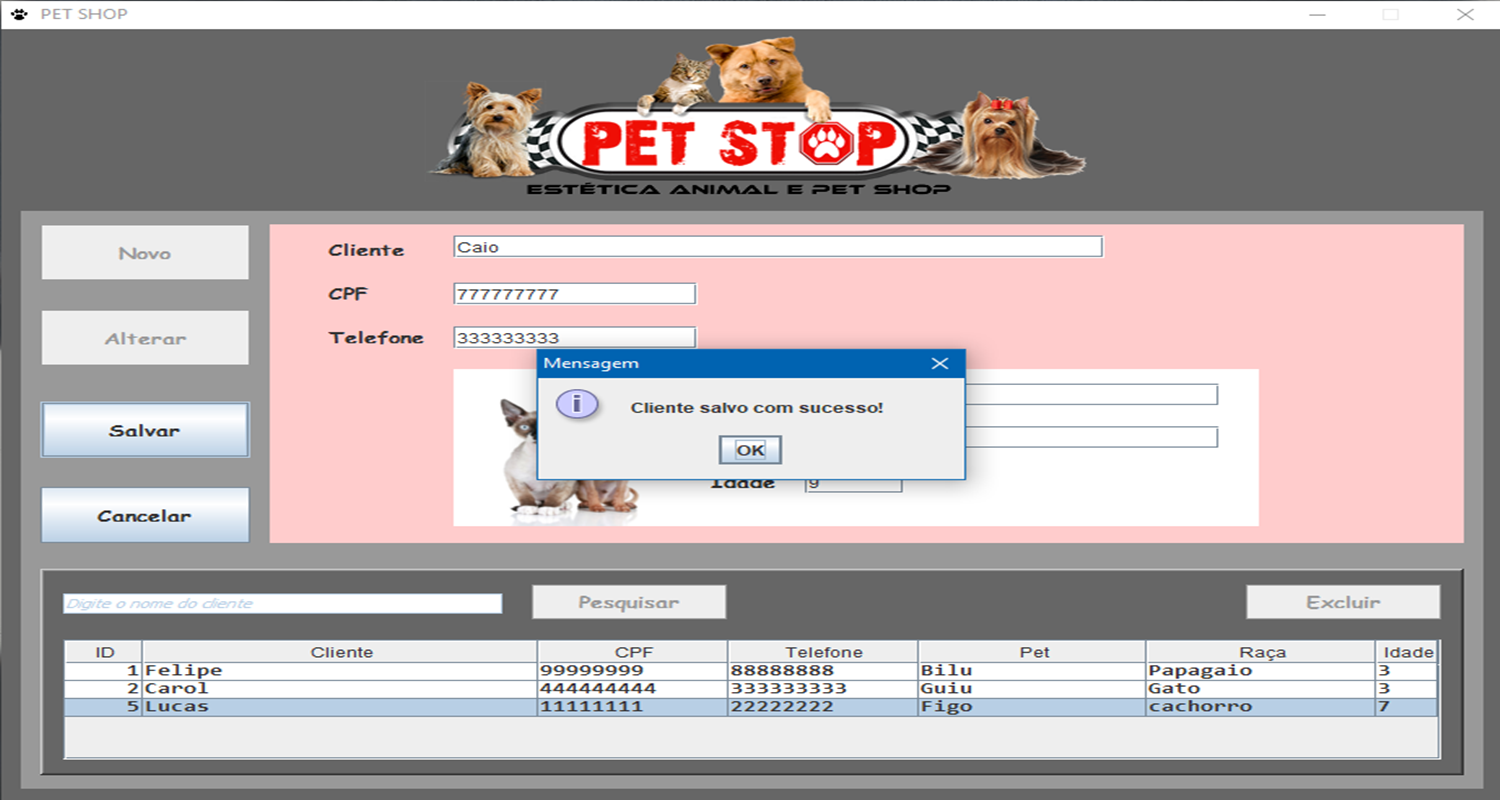 PET SHOP
PET STOP
ESTÉTICA ANIMAL E PET SHOP
Novo
Alterar
Salvar
Cancelar
Cliente Caio
CPF 777777777
Telefone 333333333
Mensagem
Cliente salvo com sucesso!
OK
Idade 9
Digite o nome do cliente
Pesquisar
Excluir
ID Cliente CPF Telefone Pet Raça Idade
1 Felipe 99999999 88888888 Bilu Papagaio 3
2 Carol 444444444 333333333 Guiu Gato 3
5 Lucas 11111111 22222222 Figo cachorro 7